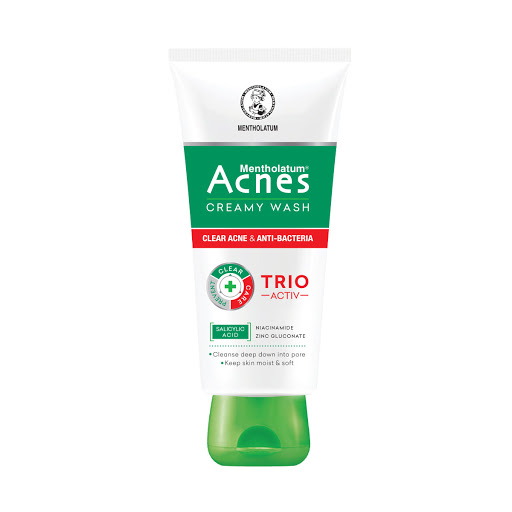 MENTHOLATUM
Mentholatum®
Acnes
CREAMY WASH
CLEAR ACNE & ANTI-BACTERIA
CLEAR
CARE
PREVENT
TRIO
ACTIV
SALICYLIC
ACID
NIACINAMIDE
ZINC GLUCONATE
•Cleanse deep down into pore
•Keep skin moist & soft